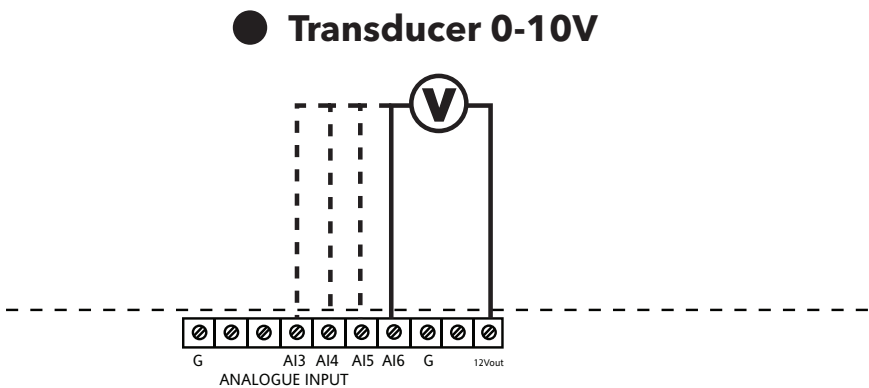 Transducer 0-10V
V
G AI3 AI4 AI5 AI6 G 12Vout
ANALOGUE INPUT